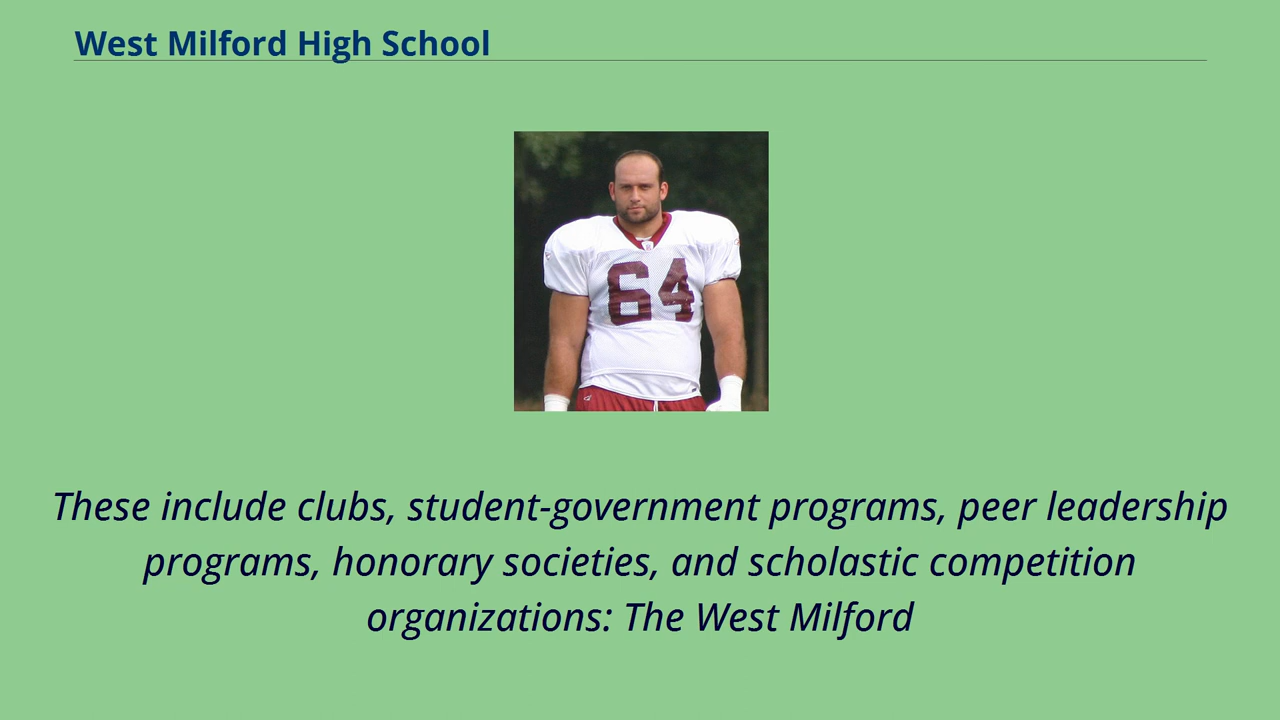 West Milford High School
64
These include clubs, student-government programs, peer leadership
programs, honorary societies, and scholastic competition
organizations: The West Milford